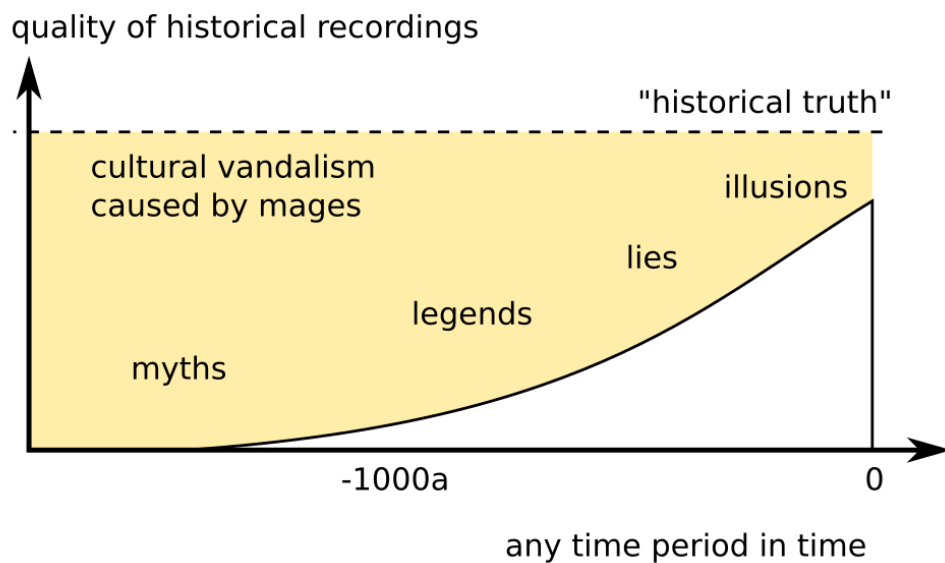 quality of historical recordings
"historical truth"
cultural vandalism
caused by mages
illusions
lies
legends
myths
-1000a
0
any time period in time